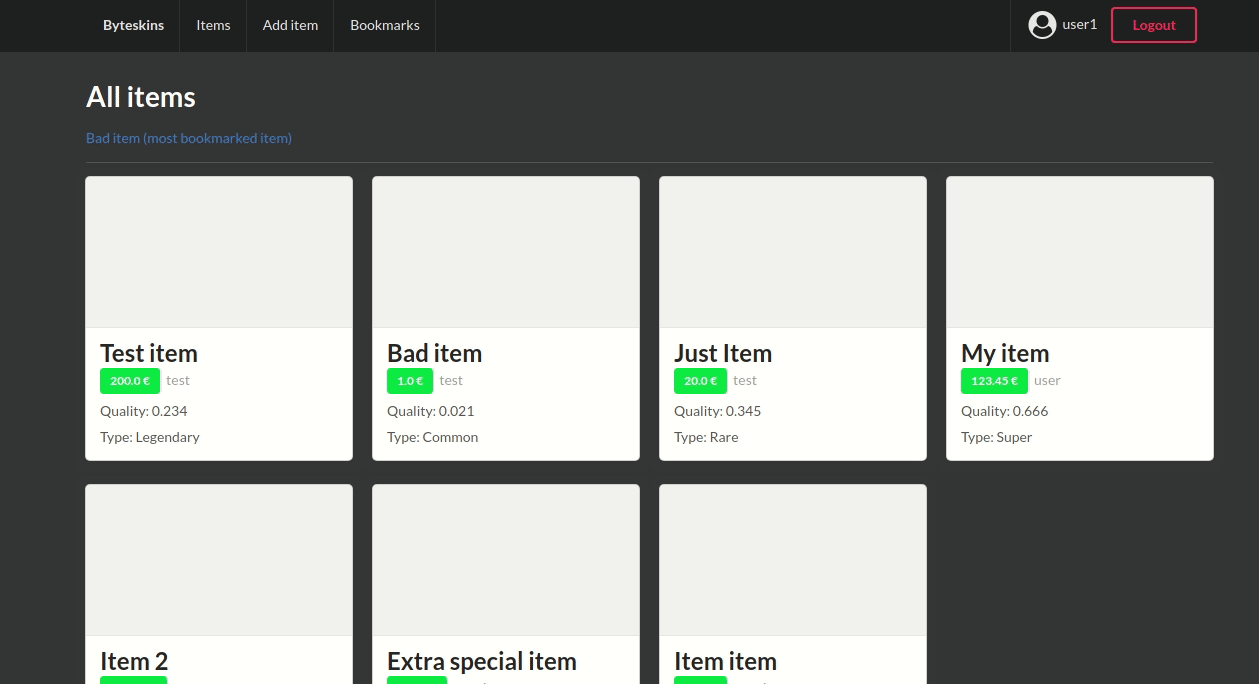 Byteskins Items Add item Bookmarks user1 Logout
All items
Bad item (most bookmarked item)
Test item
200.0 € test
Quality: 0.234
Type: Legendary
Bad item
1.0 € test
Quality: 0.021
Type: Common
Just Item
20.0 € test
Quality: 0.345
Type: Rare
My item
123.45 € user
Quality: 0.666
Type: Super
Item 2
Extra special item
Item item